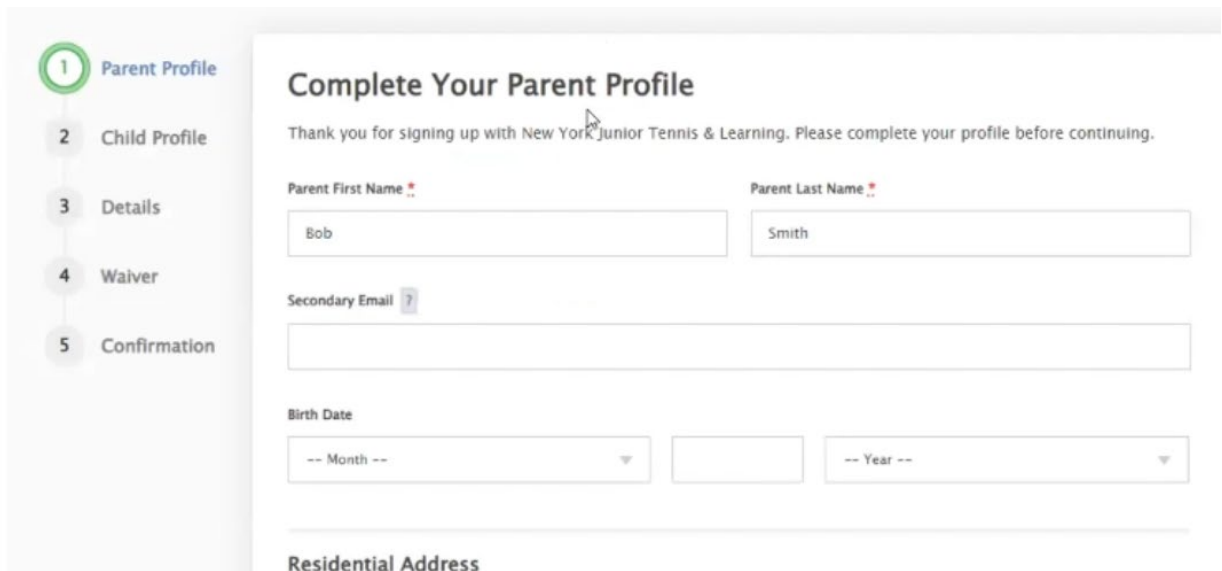 1 Parent Profile
2 Child Profile
3 Details
4 Waiver
5 Confirmation
Complete Your Parent Profile
Thank you for signing up with New York Junior Tennis & Learning. Please complete your profile before continuing.
Parent First Name * Parent Last Name *
Bob Smith
Secondary Email ?
Birth Date
-- Month -- -- Year --
Residential Address